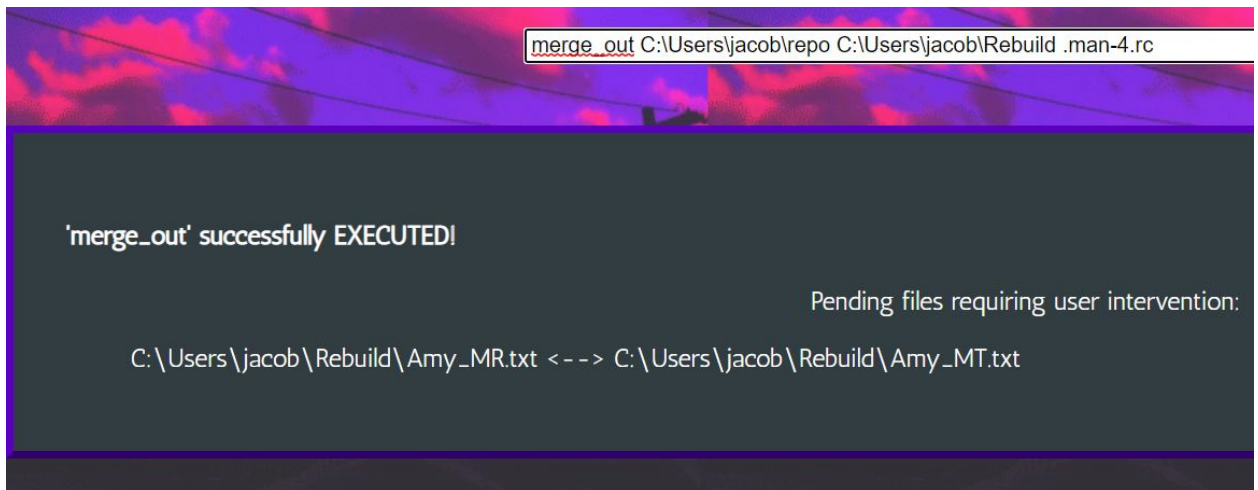 merge_out C:\Users\jacob\repo C:\Users\jacob\Rebuild .man-4.rc
'merge_out' successfully EXECUTED!
Pending files requiring user intervention:
C:\Users\jacob\Rebuild\Amy_MR.txt <--> C:\Users\jacob\Rebuild\Amy_MT.txt